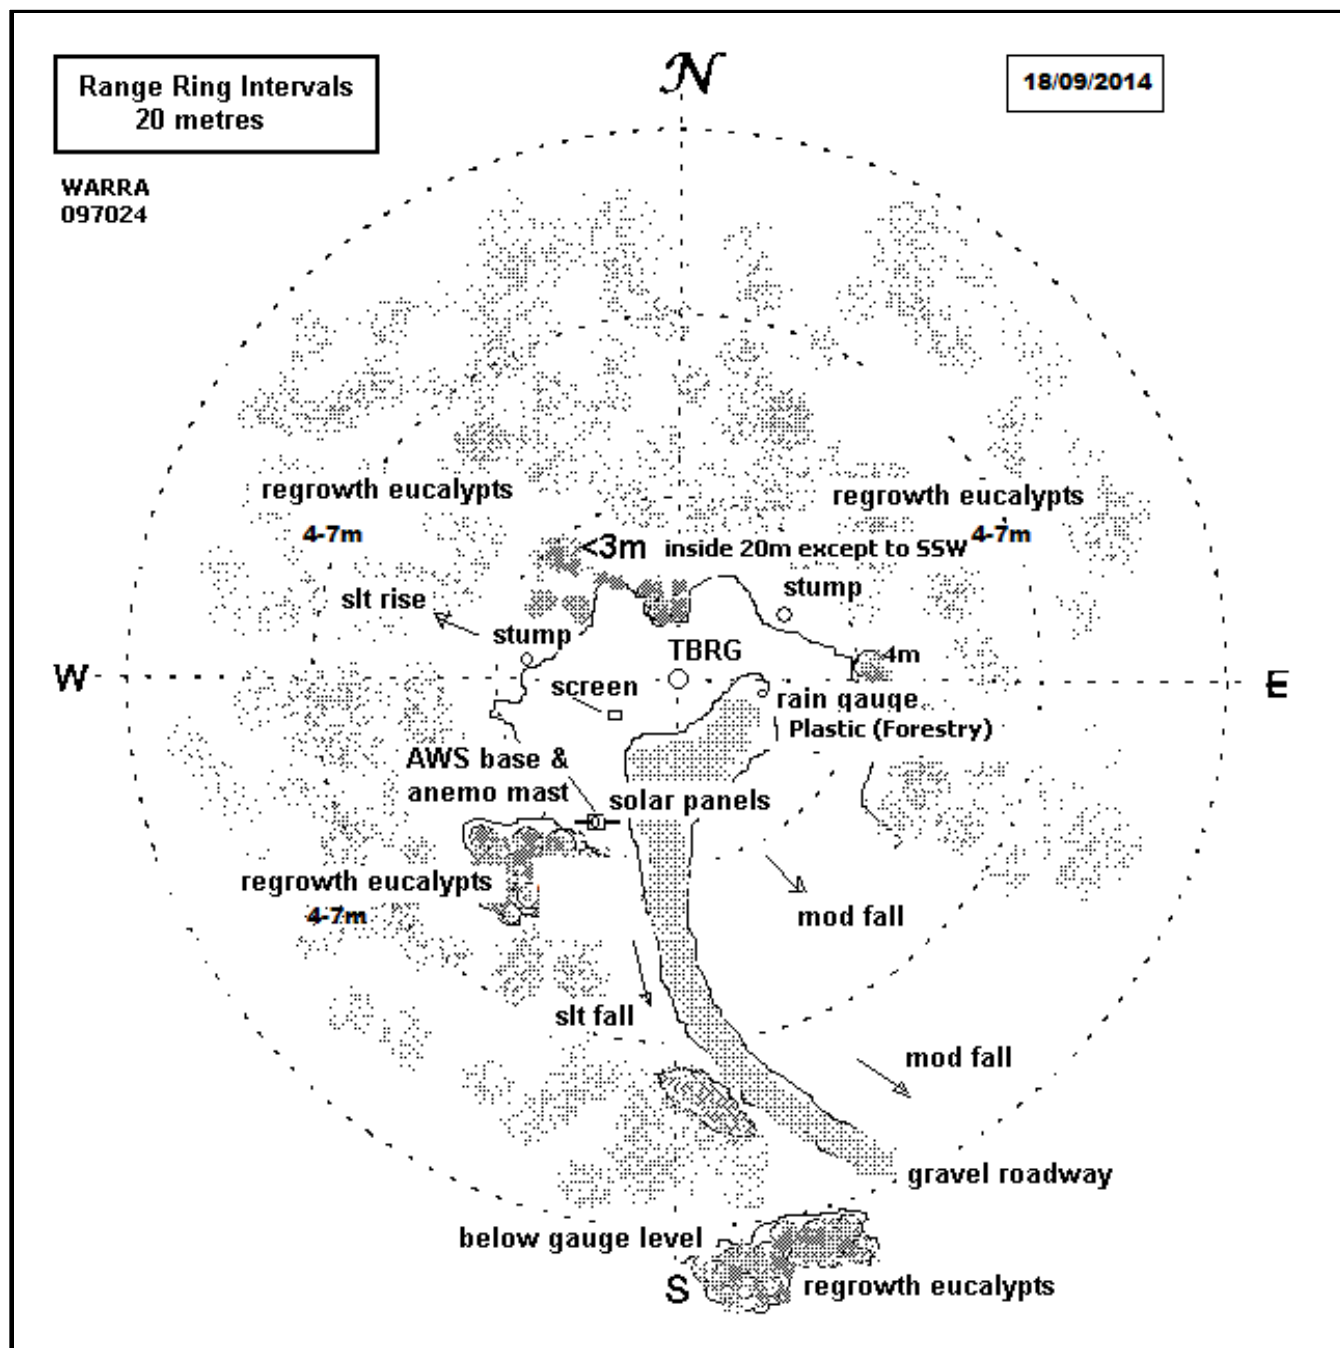 N
Range Ring Intervals
20 metres
18/09/2014
WARRA
097024
regrowth eucalypts
4-7m
regrowth eucalypts
4-7m
<3m inside 20m except to SSW
slt rise
stump
stump
TBRG
4m
W
E
screen
rain gauge
Plastic (Forestry)
AWS base &
anemo mast
solar panels
regrowth eucalypts
4-7m
mod fall
slt fall
mod fall
gravel roadway
below gauge level
S
regrowth eucalypts